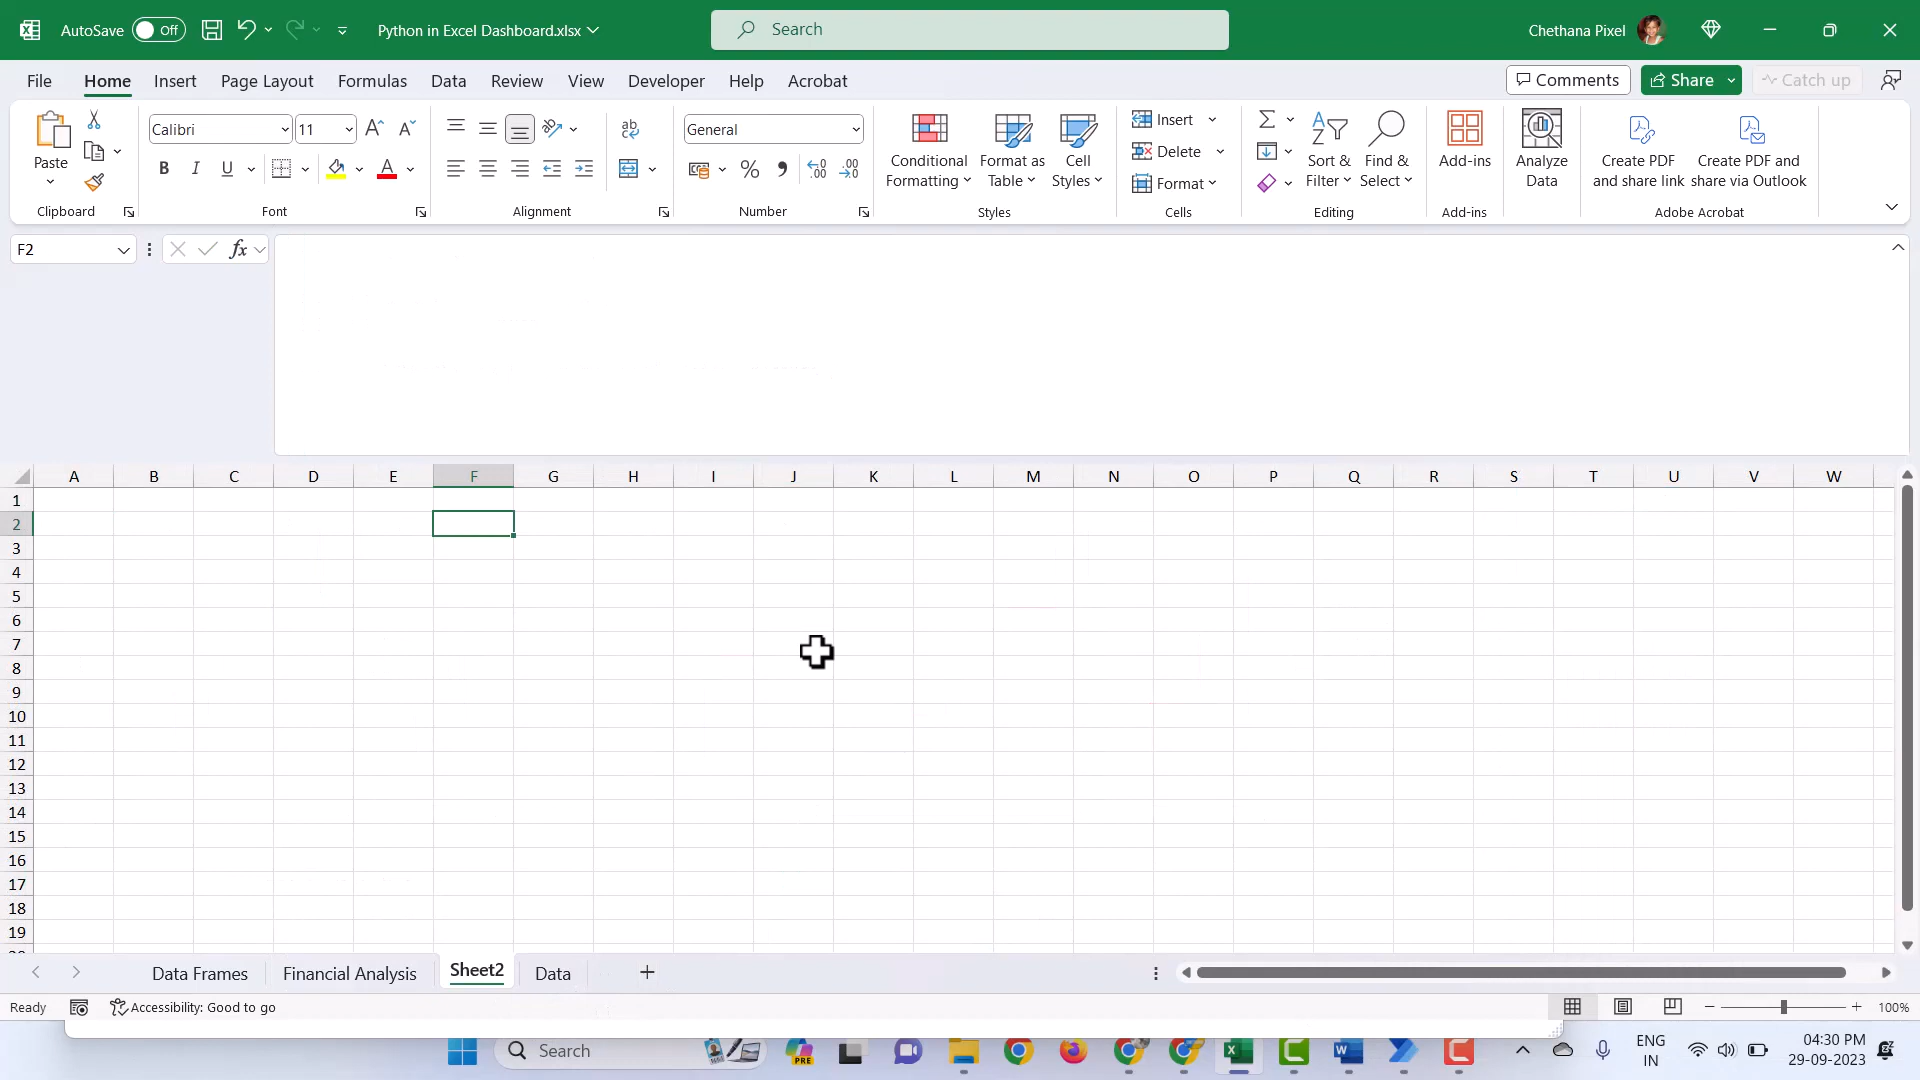 AutoSave Off Python in Excel Dashboard.xlsx Search Chethana Pixel
File Home Insert Page Layout Formulas Data Review View Developer Help Acrobat Comments Share Catch up
Calibri 11 General Insert
Paste Conditional Formatting Format as Table Cell Styles Delete Sort & Filter Find & Select Add-ins Analyze Data Create PDF and share link Create PDF and share via Outlook
B I U Format
Clipboard Font Alignment Number Styles Cells Editing Add-ins Adobe Acrobat
F2 fx
A B C D E F G H I J K L M N O P Q R S T U V W
1
2
3
4
5
6
7
8
9
10
11
12
13
14
15
16
17
18
19
Data Frames Financial Analysis Sheet2 Data
Ready Accessibility: Good to go 100%
Search PRE ENG IN 04:30 PM
29-09-2023